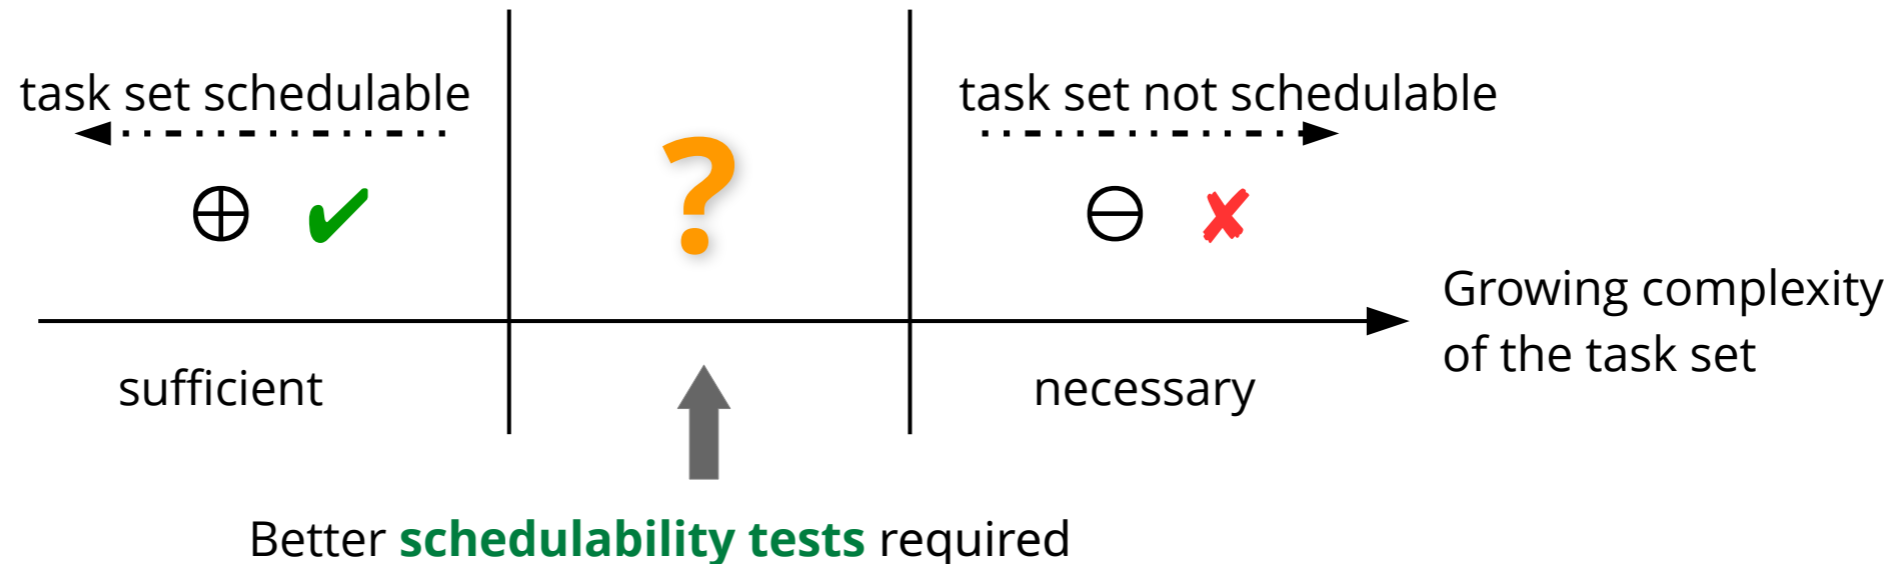 task set schedulable
task set not schedulable
?
Growing complexity
of the task set
sufficient
necessary
Better schedulability tests required